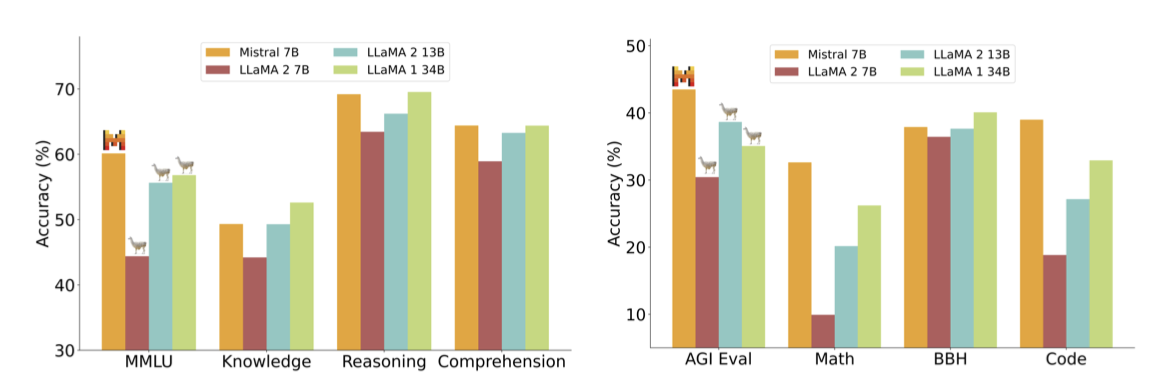 Mistral 7B
LLaMA 2 7B
LLaMA 2 13B
LLaMA 1 34B
Accuracy (%)
70
60
50
40
30
MMLU Knowledge Reasoning Comprehension
Mistral 7B
LLaMA 2 7B
LLaMA 2 13B
LLaMA 1 34B
Accuracy (%)
50
40
30
20
10
AGI Eval Math BBH Code